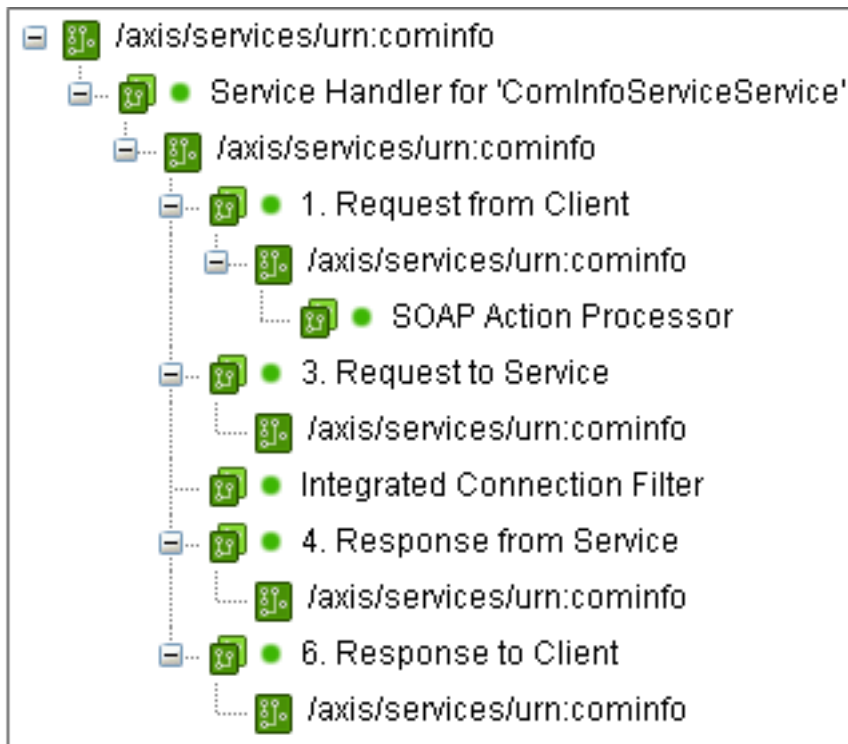 /axis/services/urn:cominfo
Service Handler for 'ComInfoServiceService'
/axis/services/urn:cominfo
1. Request from Client
/axis/services/urn:cominfo
SOAP Action Processor
3. Request to Service
/axis/services/urn:cominfo
Integrated Connection Filter
4. Response from Service
/axis/services/urn:cominfo
6. Response to Client
/axis/services/urn:cominfo